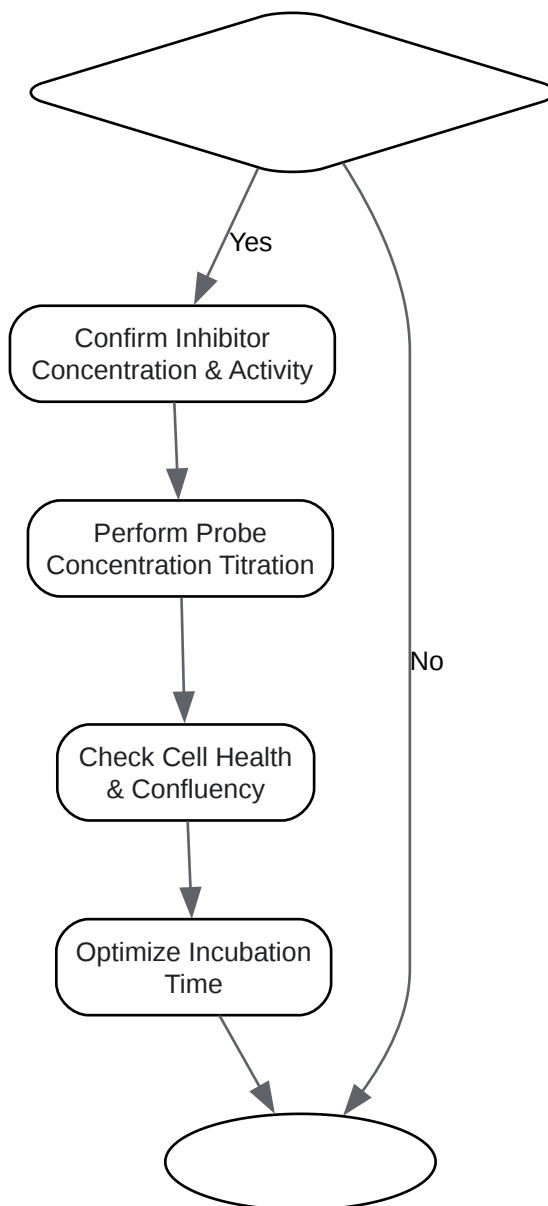 Yes
Confirm Inhibitor
Concentration & Activity
Perform Probe
Concentration Titration
No
Check Cell Health
& Confluency
Optimize Incubation
Time